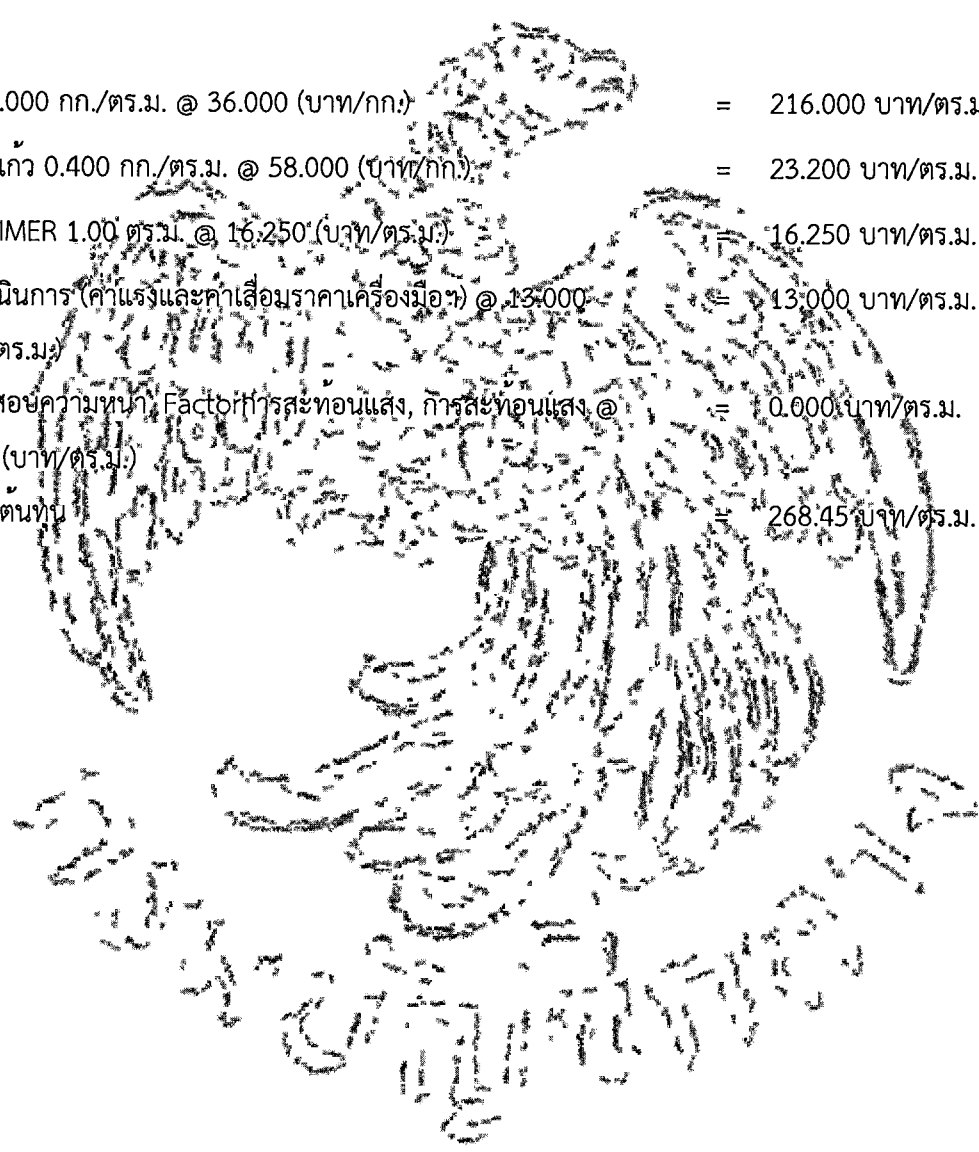 .000 กก./ตร.ม. @ 36.000 (บาท/กก.) = 216.000 บาท/ตร.ม
แก้ว 0.400 กก./ตร.ม. @ 58.000 (บาท/กก.) = 23.200 บาท/ตร.ม.
IMER 1.00 ตร.ม. @ 16.250 (บาท/ตร.ม.) = 16.250 บาท/ตร.ม.
นินการ (ค่าแรงและค่าเสื่อมราคาเครื่องมือฯ) @ 13.000 = 13.000 บาท/ตร.ม.
ตร.ม.)
สอบความหนา, Factorการสะท้อนแสง, การสะท้อนแสง @ = 0.000 บาท/ตร.ม.
(บาท/ตร.ม.)
ต้นทุน = 268.45 บาท/ตร.ม.